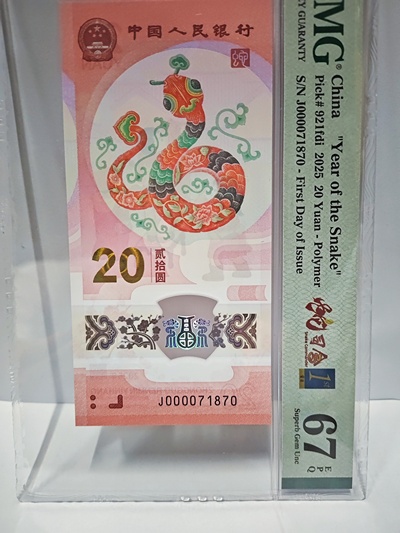 中国人民银行
20
贰拾圆
J000071870
MG®
CY GUARANTY
China "Year of the Snake"
Pick# 921fdi 2025 20 Yuan - Polymer
S/N J000071870 - First Day of Issue
1st
67 EPQ
Superb Gem Unc